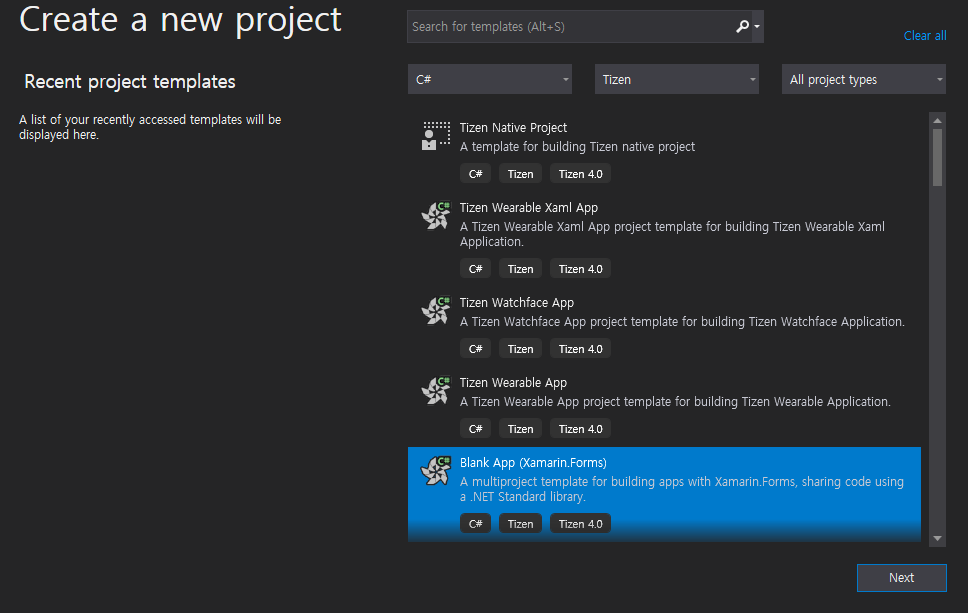 Create a new project
Search for templates (Alt+S)
Clear all
Recent project templates
A list of your recently accessed templates will be
displayed here.
C#
Tizen
All project types
Tizen Native Project
A template for building Tizen native project
C#
Tizen
Tizen 4.0
C#
Tizen Wearable Xaml App
A Tizen Wearable Xaml App project template for building Tizen Wearable Xaml
Application.
C#
Tizen
Tizen 4.0
C#
Tizen Watchface App
A Tizen Watchface App project template for building Tizen Watchface Application.
C#
Tizen
Tizen 4.0
C#
Tizen Wearable App
A Tizen Wearable App project template for building Tizen Wearable Application.
C#
Tizen
Tizen 4.0
C#
Blank App (Xamarin.Forms)
A multiproject template for building apps with Xamarin.Forms, sharing code using
a .NET Standard library.
C#
Tizen
Tizen 4.0
Next